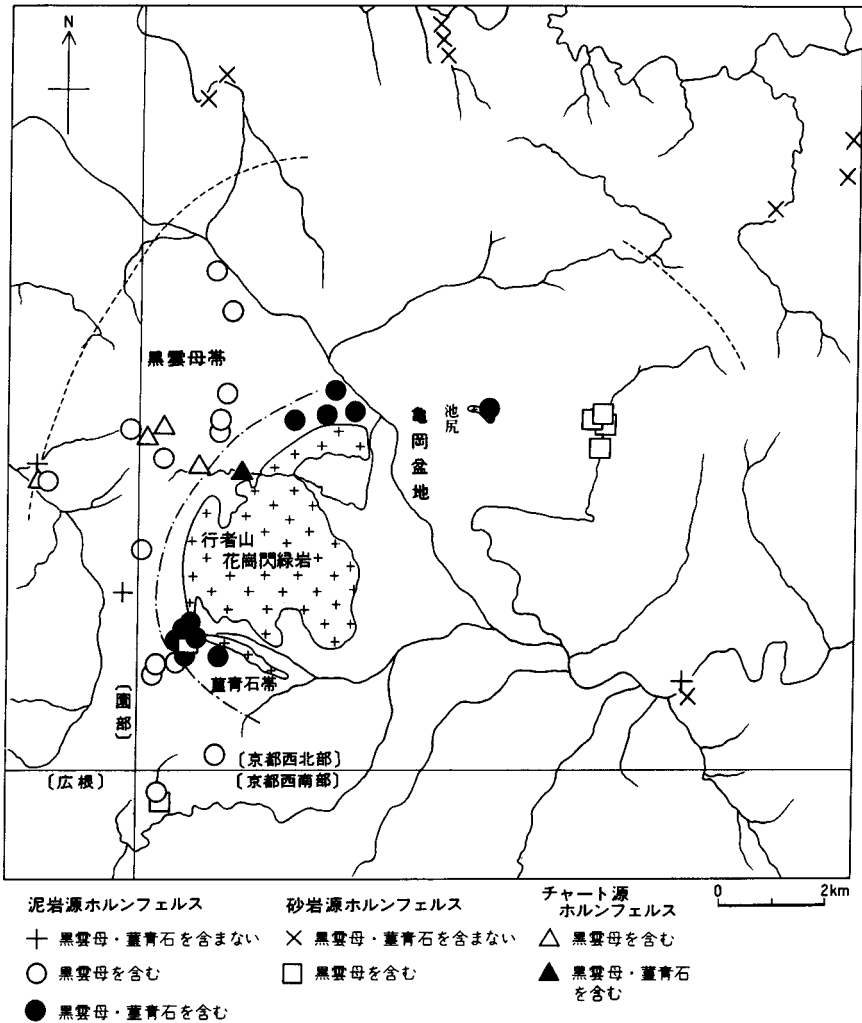 N
黒雲母帯
亀岡盆地
池尻
行者山
花崗閃緑岩
菫青石帯
〔園部〕
〔京都西北部〕
〔広根〕
〔京都西南部〕
0 2km
泥岩源ホルンフェルス
黒雲母・菫青石を含まない
黒雲母を含む
黒雲母・菫青石を含む
砂岩源ホルンフェルス
黒雲母・菫青石を含まない
黒雲母を含む
チャート源
ホルンフェルス
黒雲母を含む
黒雲母・菫青石
を含む